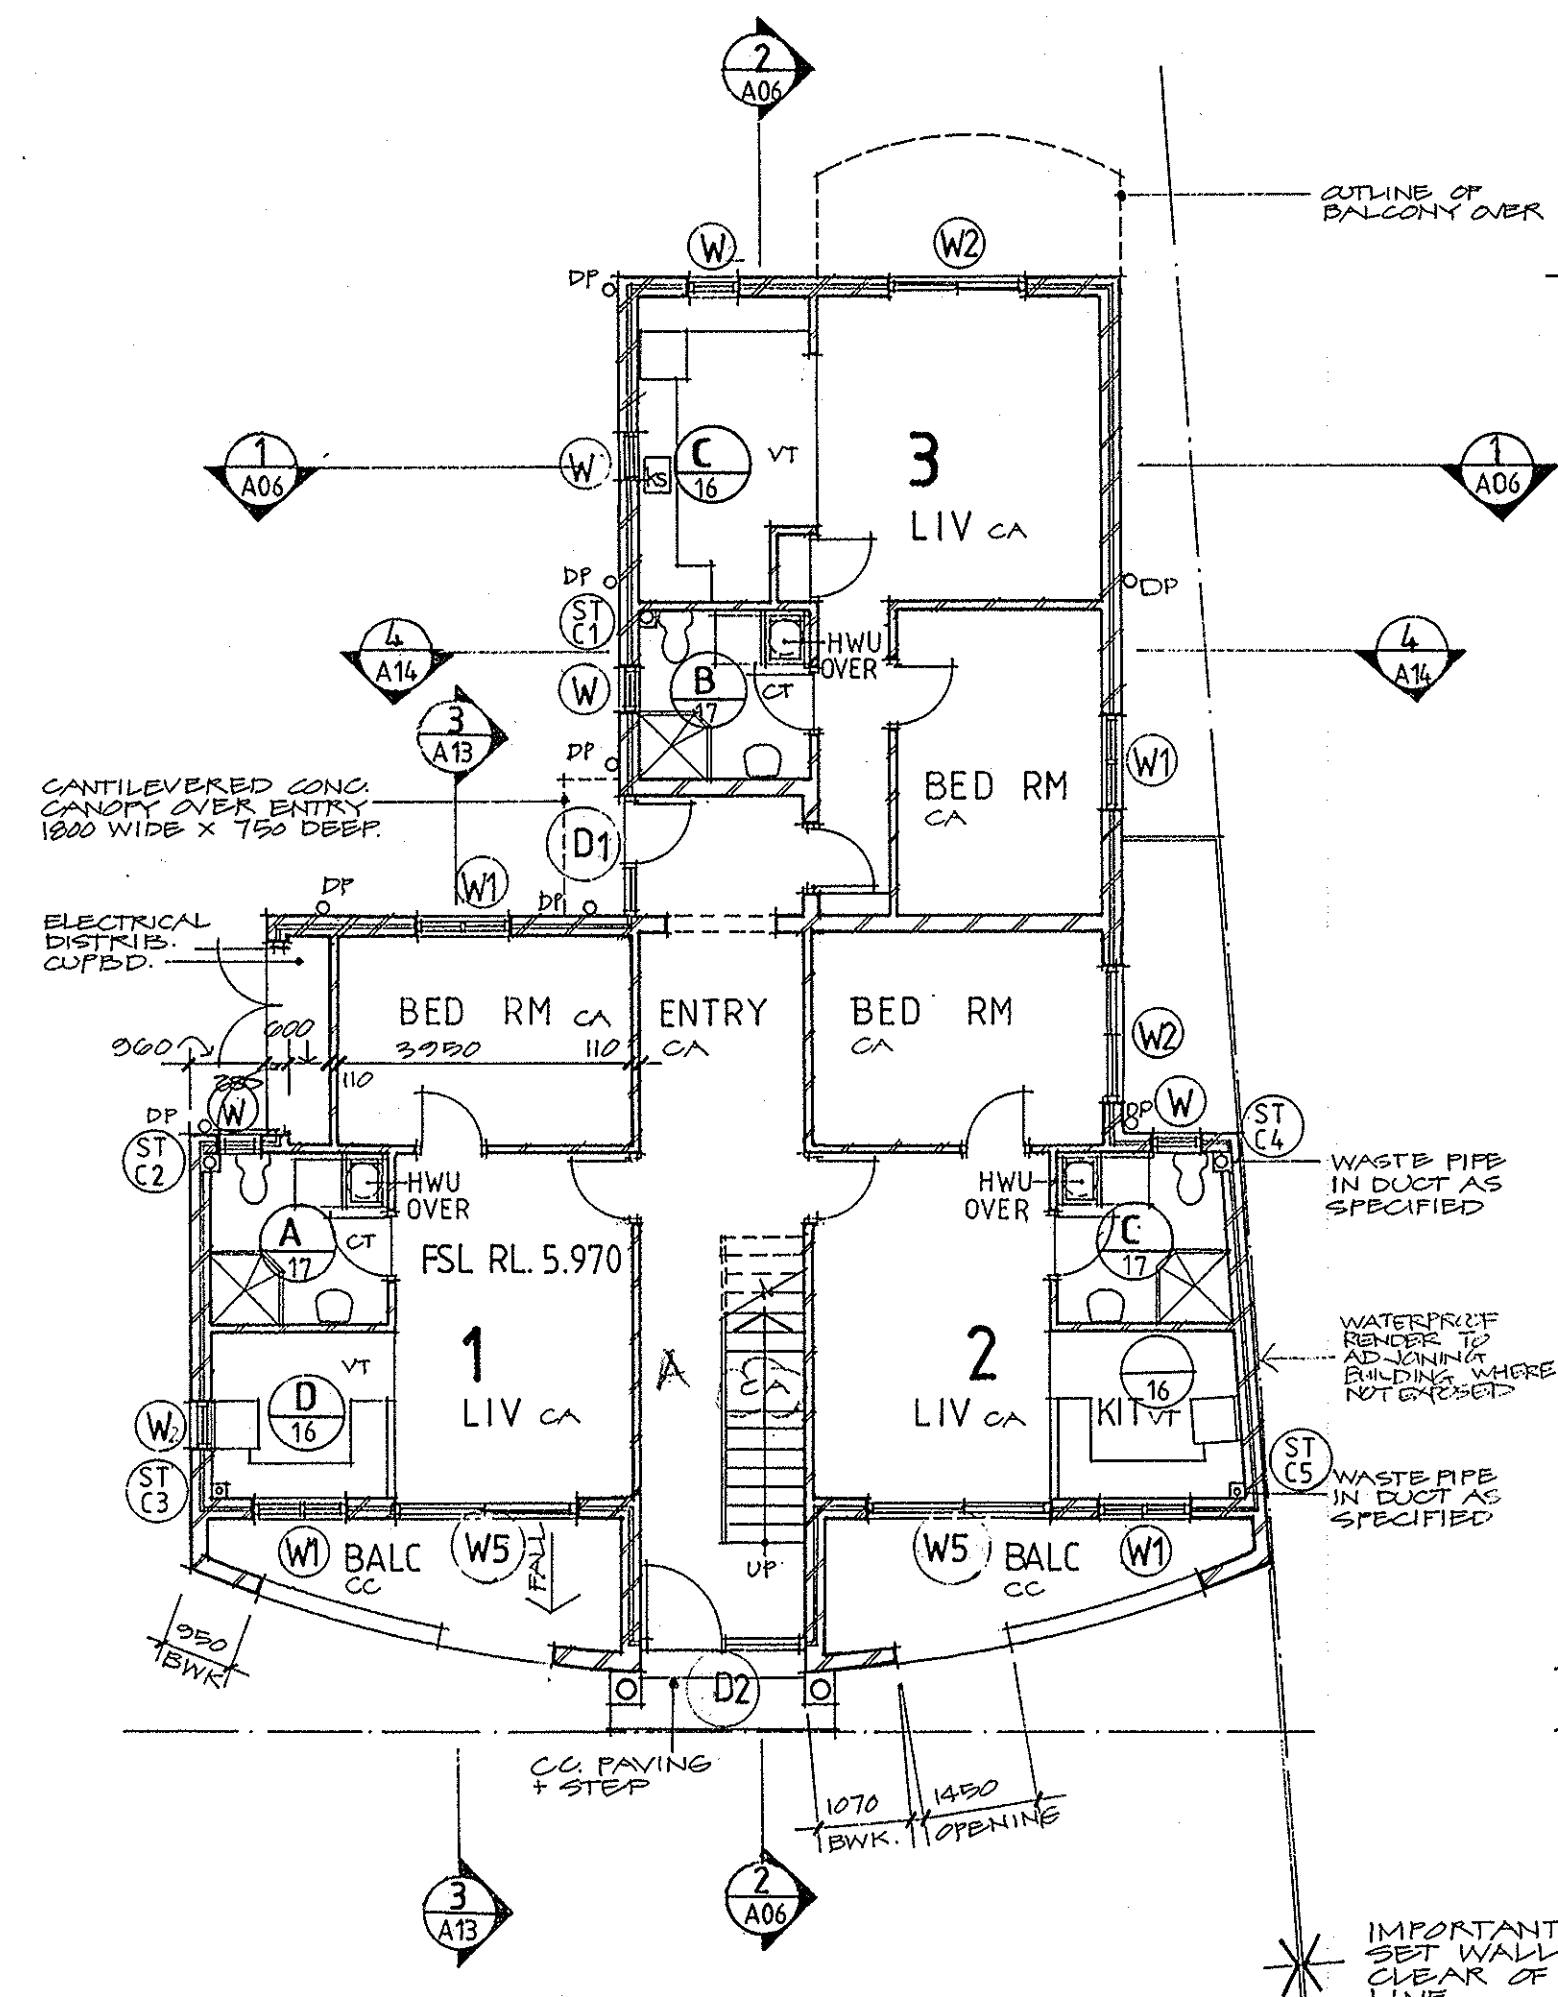 2
A06
OUTLINE OF
BALCONY OVER
W
W2
DP
1
A06
W
KS
C
16
VT
3
LIV CA
1
A06
DP
ST
C1
DP
4
A14
W
B
17
CT
HWU
OVER
4
A14
3
A13
DP
BED RM
CA
W1
CANTILEVERED CONC.
CANOPY OVER ENTRY
1800 WIDE X 750 DEEP.
D1
W1
DP
DP
ELECTRICAL
DISTRIB.
CUPBD.
BED RM CA
ENTRY
CA
BED RM
CA
W2
960
600
3950
110
110
W
DP
ST
C2
DP
W
ST
C4
WASTE PIPE
IN DUCT AS
SPECIFIED
HWU
OVER
HWU
OVER
A
17
CT
FSL RL. 5.970
C
17
WATERPROOF
RENDER TO
ADJOINING
BUILDING WHERE
NOT EXPOSED
1
LIV CA
VT
D
16
W2
ST
C3
A
CA
2
LIV CA
16
KIT VT
ST
C5
WASTE PIPE
IN DUCT AS
SPECIFIED
W1
BALC
CC
W5
FALL
UP
W5
BALC
CC
W1
950
BWK
D2
C.C. PAVING
+ STEP
1070
BWK.
1450
OPENING
3
A13
2
A06
IMPORTANT
SET WALL
CLEAR OF
LINE